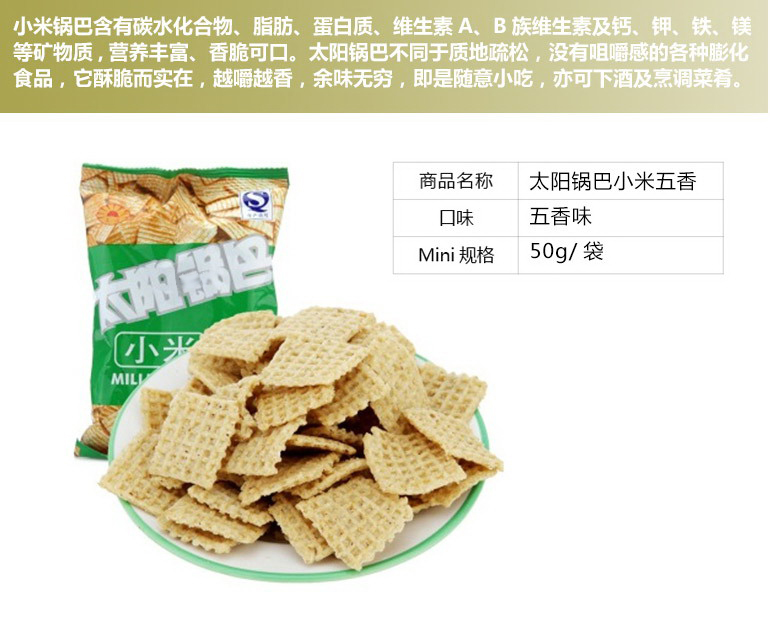 小米锅巴含有碳水化合物、脂肪、蛋白质、维生素 A、B 族维生素及钙、钾、铁、镁
等矿物质 , 营养丰富、香脆可口。太阳锅巴不同于质地疏松，没有咀嚼感的各种膨化
食品，它酥脆而实在，越嚼越香，余味无穷，即是随意小吃，亦可下酒及烹调菜肴。
商品名称 太阳锅巴小米五香
口味 五香味
Mini 规格 50g/ 袋
太阳锅巴
小米
MILL